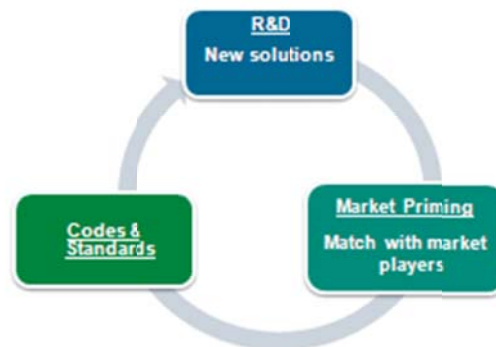 R&D
New solutions
Market Priming
Match with market
players
Codes &
Standards